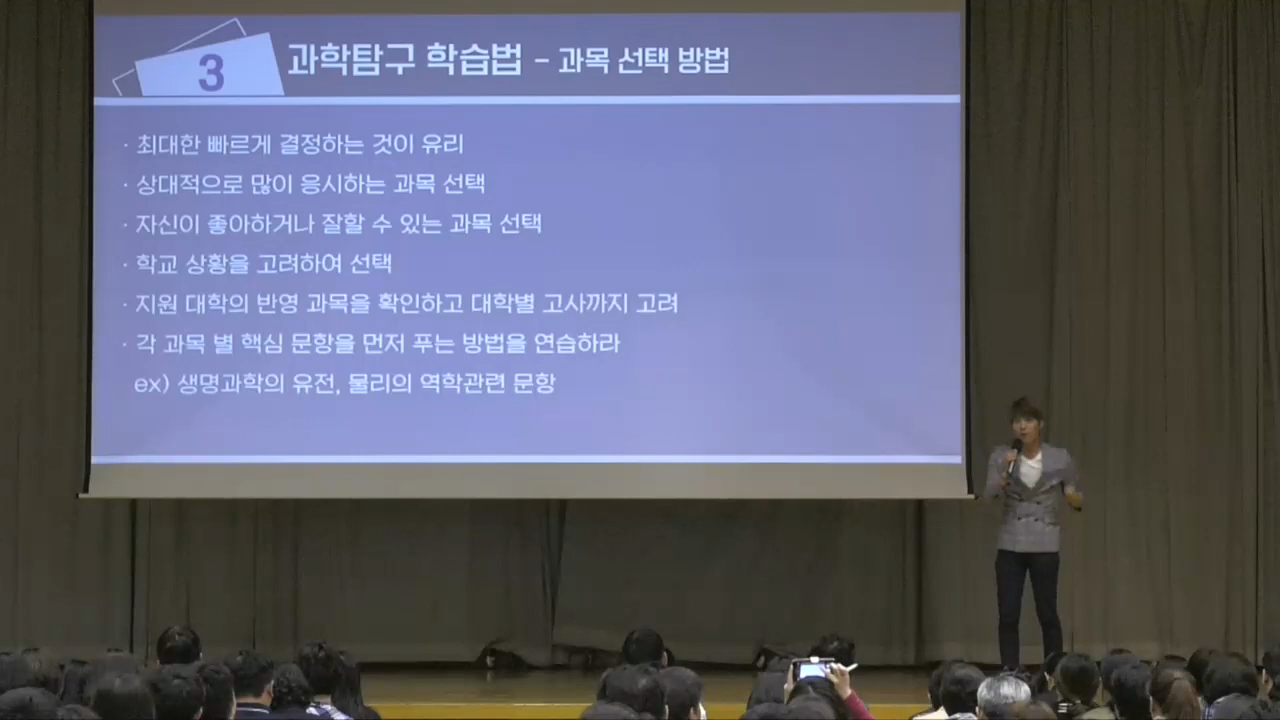 3 과학탐구 학습법 - 과목 선택 방법
· 최대한 빠르게 결정하는 것이 유리
· 상대적으로 많이 응시하는 과목 선택
· 자신이 좋아하거나 잘할 수 있는 과목 선택
· 학교 상황을 고려하여 선택
· 지원 대학의 반영 과목을 확인하고 대학별 고사까지 고려
· 각 과목 별 핵심 문항을 먼저 푸는 방법을 연습하라
ex) 생명과학의 유전, 물리의 역학관련 문항